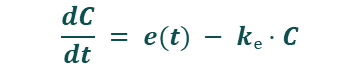 dC/dt = e(t) − kₑ · C